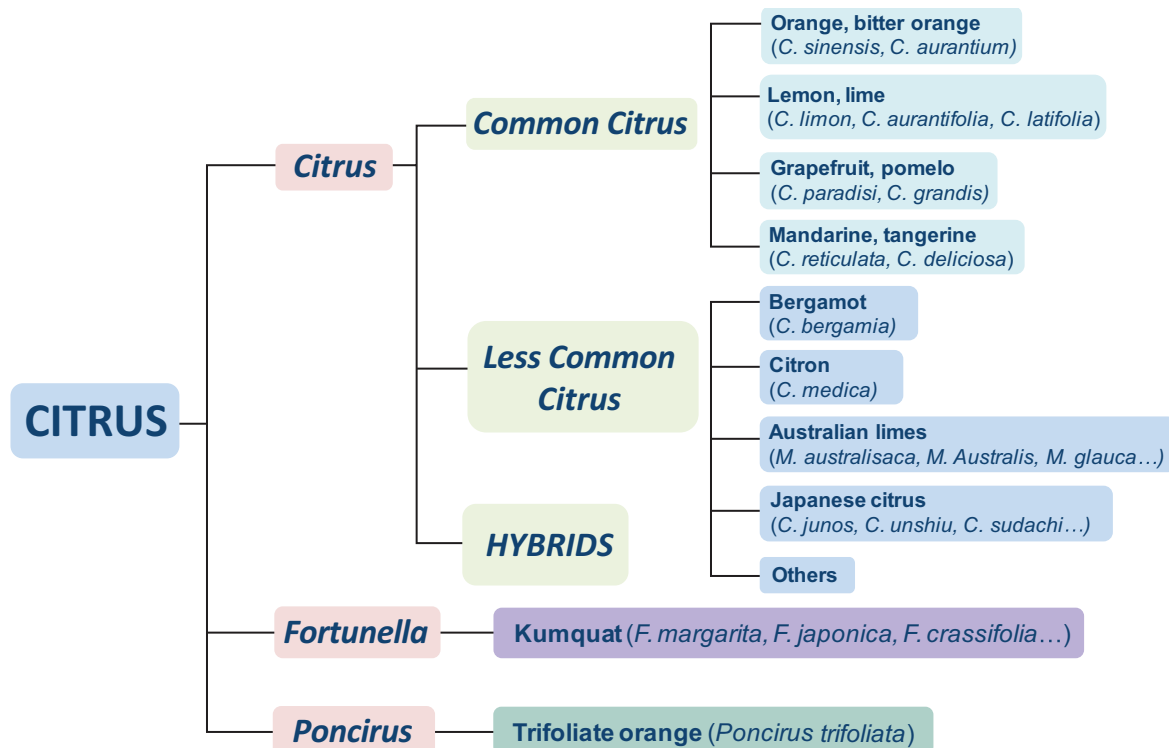 CITRUS
Citrus
Common Citrus
Orange, bitter orange
(C. sinensis, C. aurantium)
Lemon, lime
(C. limon, C. aurantifolia, C. latifolia)
Grapefruit, pomelo
(C. paradisi, C. grandis)
Mandarine, tangerine
(C. reticulata, C. deliciosa)
Less Common
Citrus
Bergamot
(C. bergamia)
Citron
(C. medica)
Australian limes
(M. australisaca, M. Australis, M. glauca…)
Japanese citrus
(C. junos, C. unshiu, C. sudachi…)
Others
HYBRIDS
Fortunella
Kumquat (F. margarita, F. japonica, F. crassifolia…)
Poncirus
Trifoliate orange (Poncirus trifoliata)